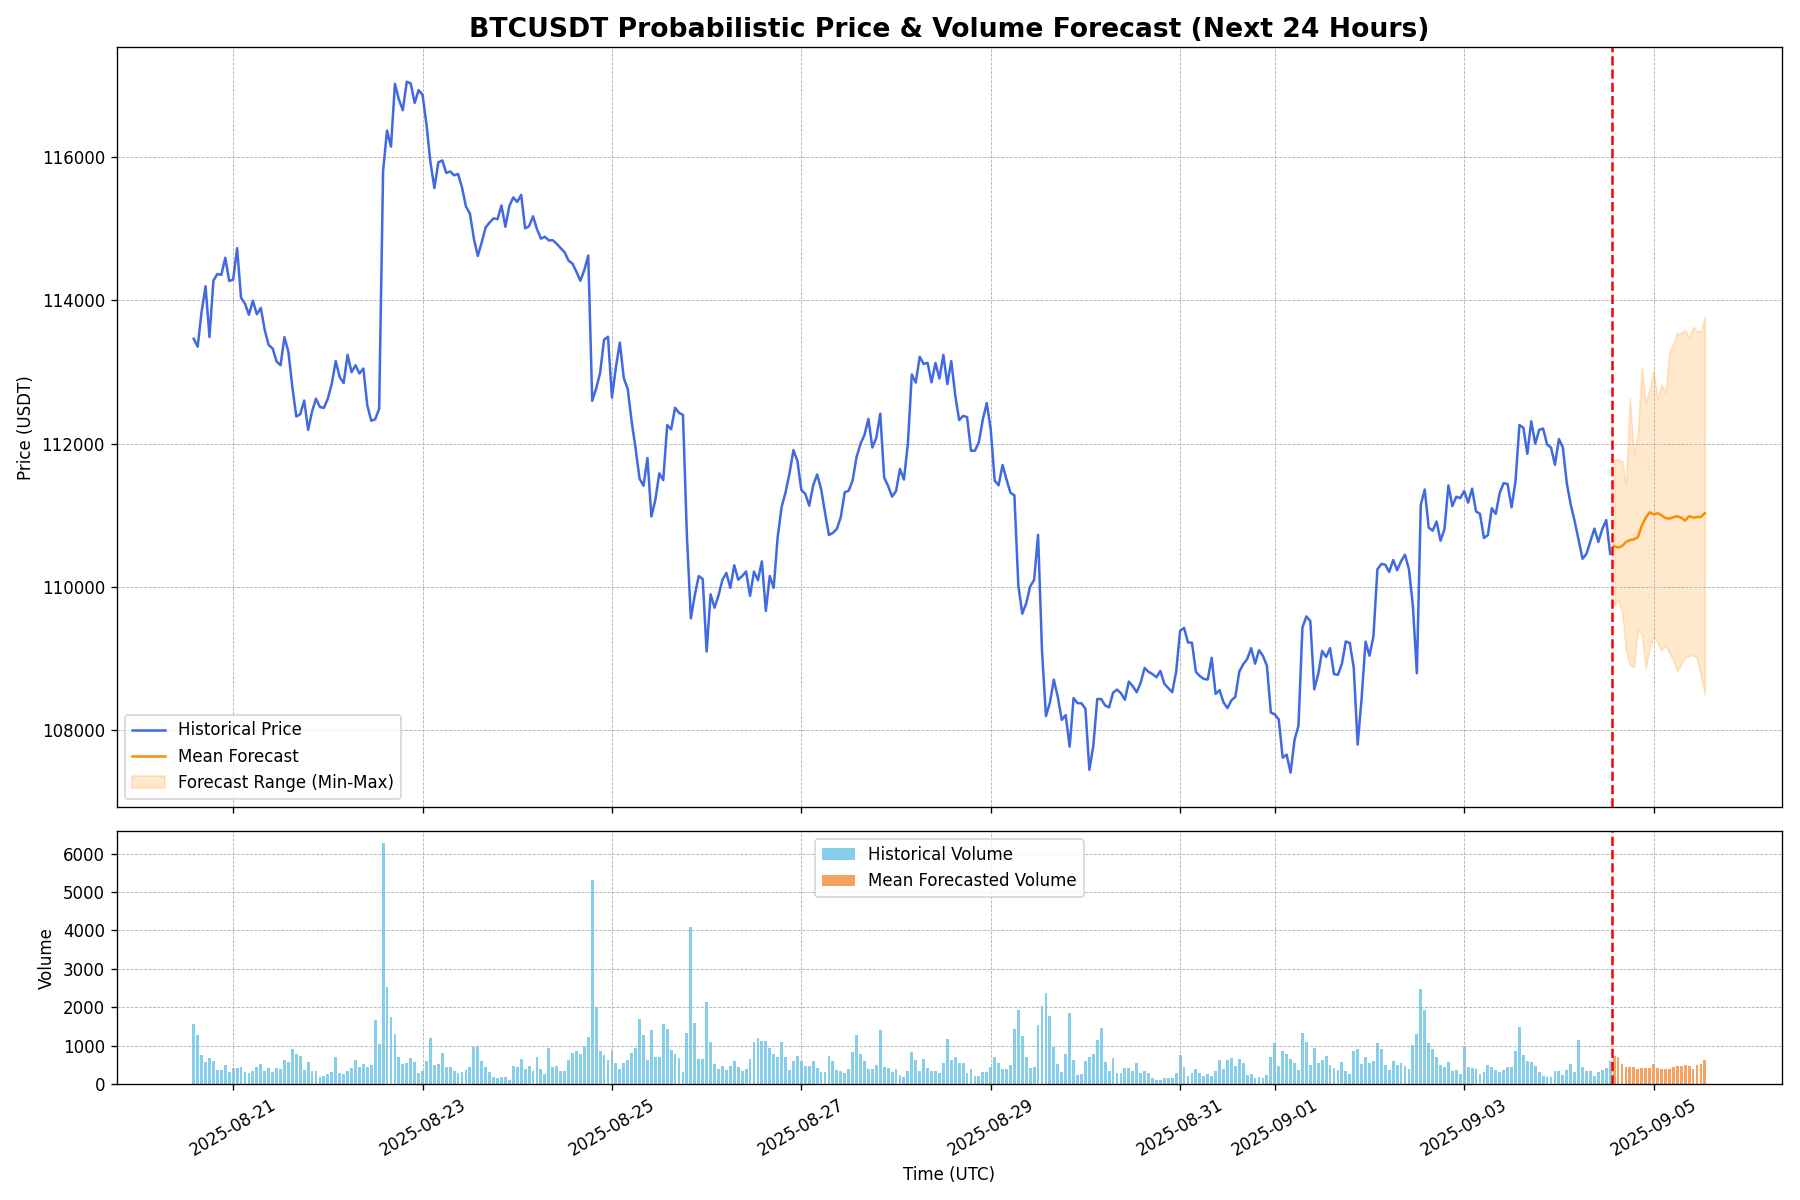 BTCUSDT Probabilistic Price & Volume Forecast (Next 24 Hours)
Price (USDT)
116000
114000
112000
110000
108000
Historical Price
Mean Forecast
Forecast Range (Min-Max)
Volume
6000
5000
4000
3000
2000
1000
0
Historical Volume
Mean Forecasted Volume
2025-08-21
2025-08-23
2025-08-25
2025-08-27
2025-08-29
2025-08-31
2025-09-01
2025-09-03
2025-09-05
Time (UTC)